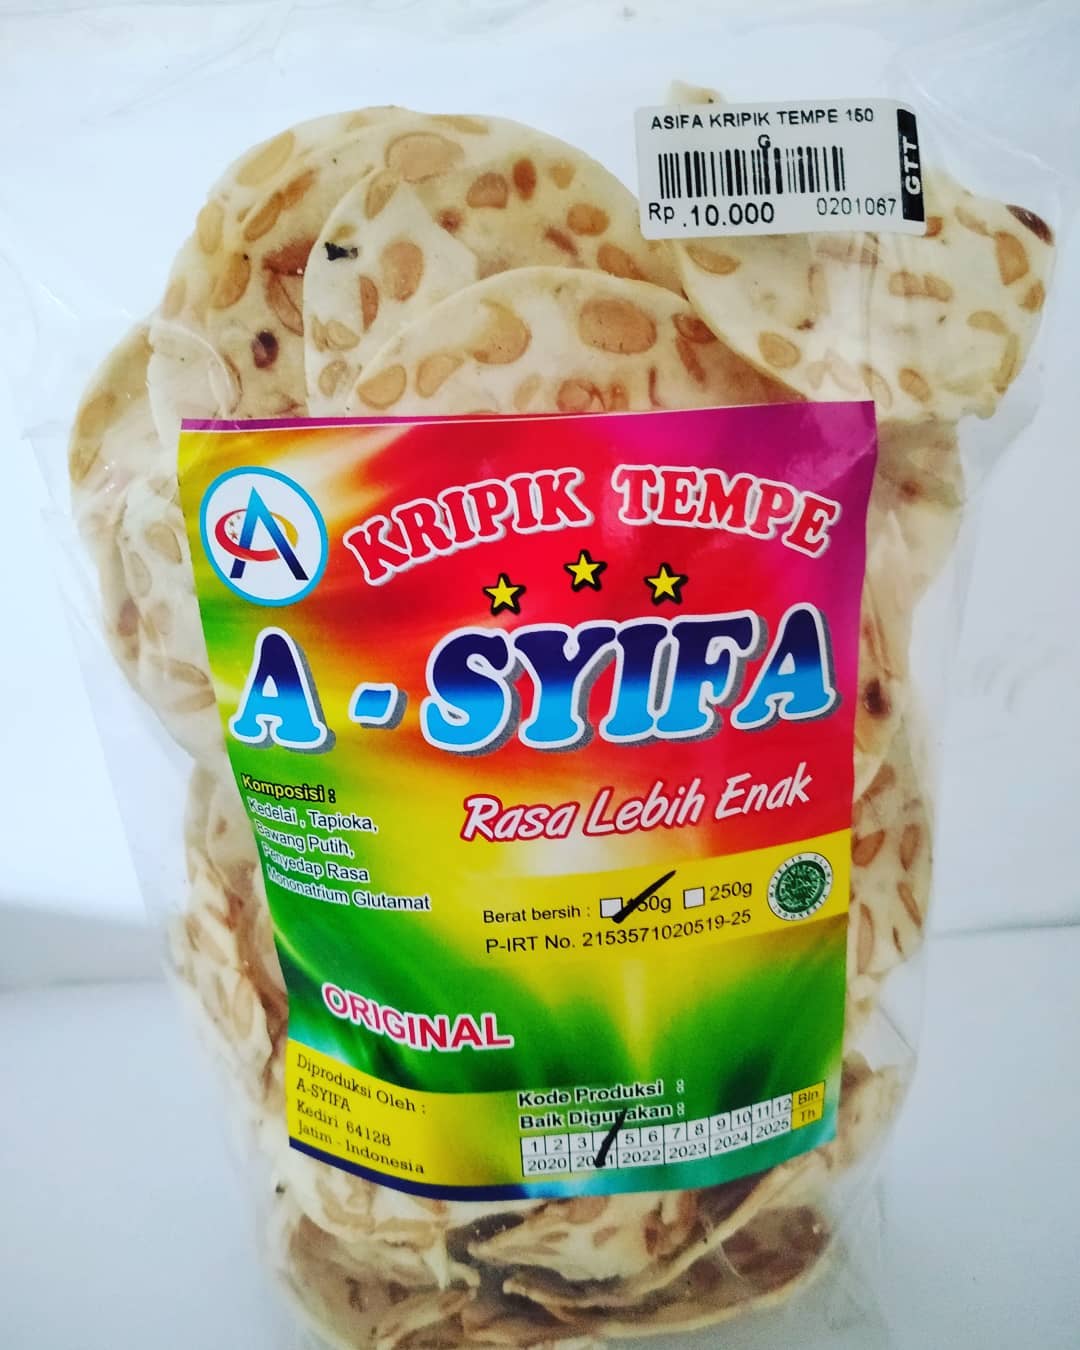 ASIFA KRIPIK TEMPE 150
G
GTT
Rp .10.000 0201067
KRIPIK TEMPE
A - SYIFA
Komposisi :
Kedelai , Tapioka,
Bawang Putih,
Penyedap Rasa
Mononatrium Glutamat
Rasa Lebih Enak
Berat bersih : 150g 250g
P-IRT No. 2153571020519-25
ORIGINAL
Diproduksi Oleh :
A-SYIFA
Kediri 64128
Jatim - Indonesia
Kode Produksi :
Baik Digunakan :
1 2 3 4 5 6 7 8 9 10 11 12 Bln
2020 2021 2022 2023 2024 2025 Th